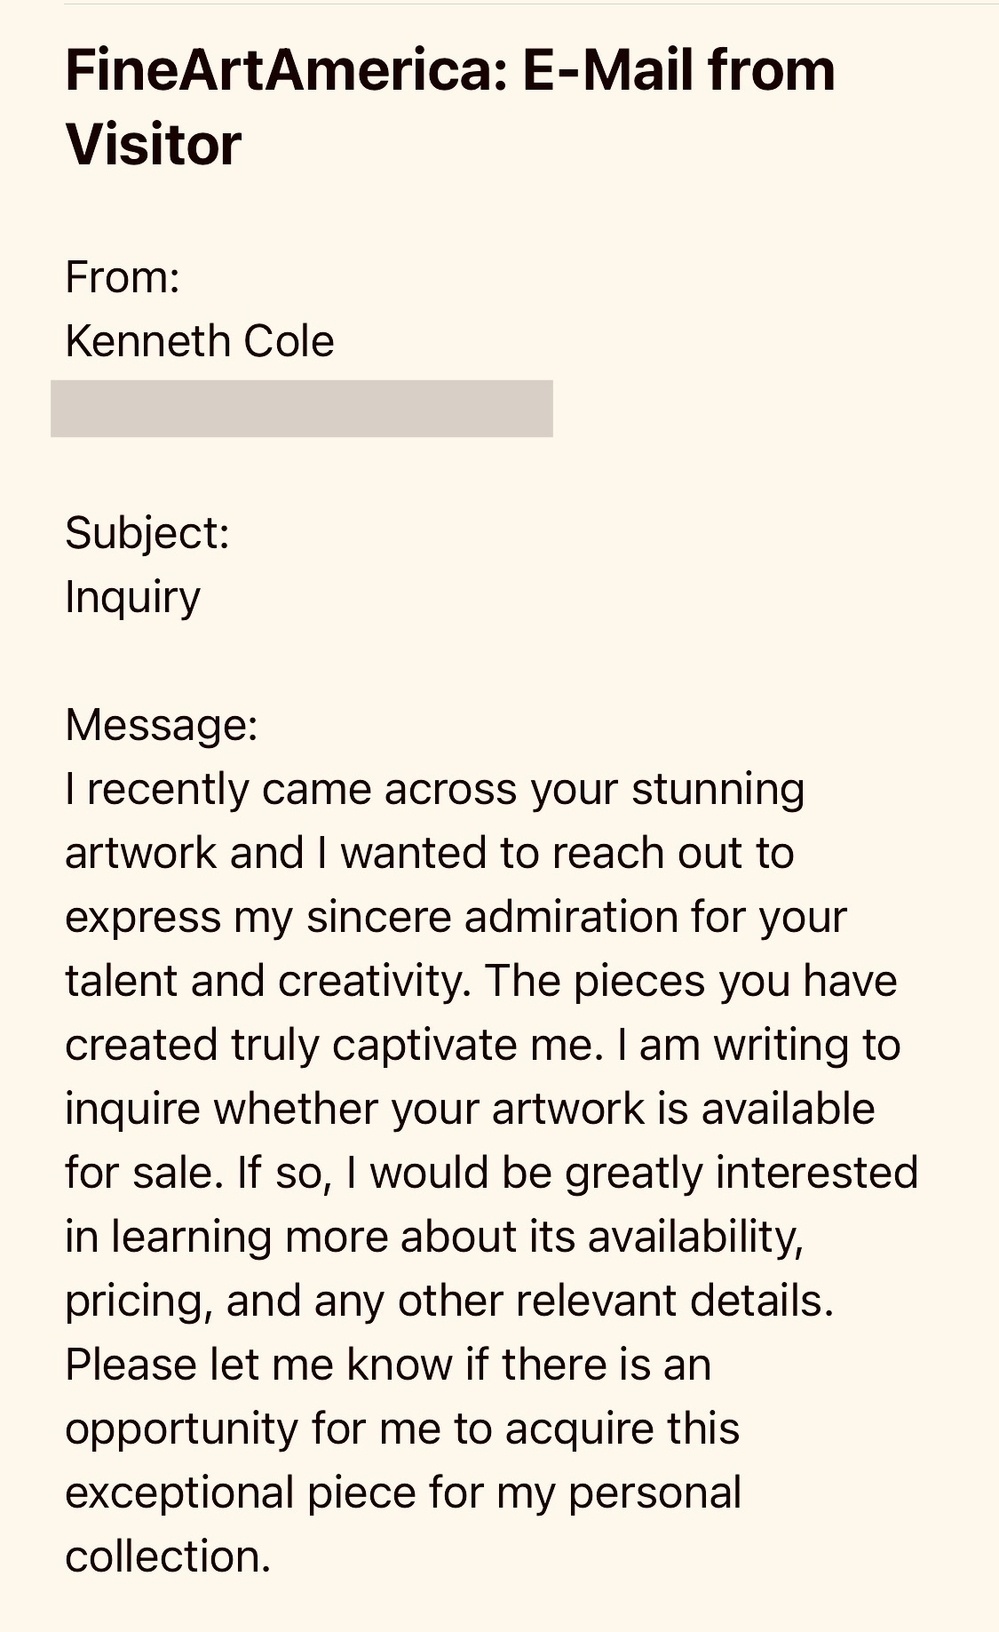 FineArtAmerica: E-Mail from
Visitor
From:
Kenneth Cole
Subject:
Inquiry
Message:
I recently came across your stunning
artwork and I wanted to reach out to
express my sincere admiration for your
talent and creativity. The pieces you have
created truly captivate me. I am writing to
inquire whether your artwork is available
for sale. If so, I would be greatly interested
in learning more about its availability,
pricing, and any other relevant details.
Please let me know if there is an
opportunity for me to acquire this
exceptional piece for my personal
collection.